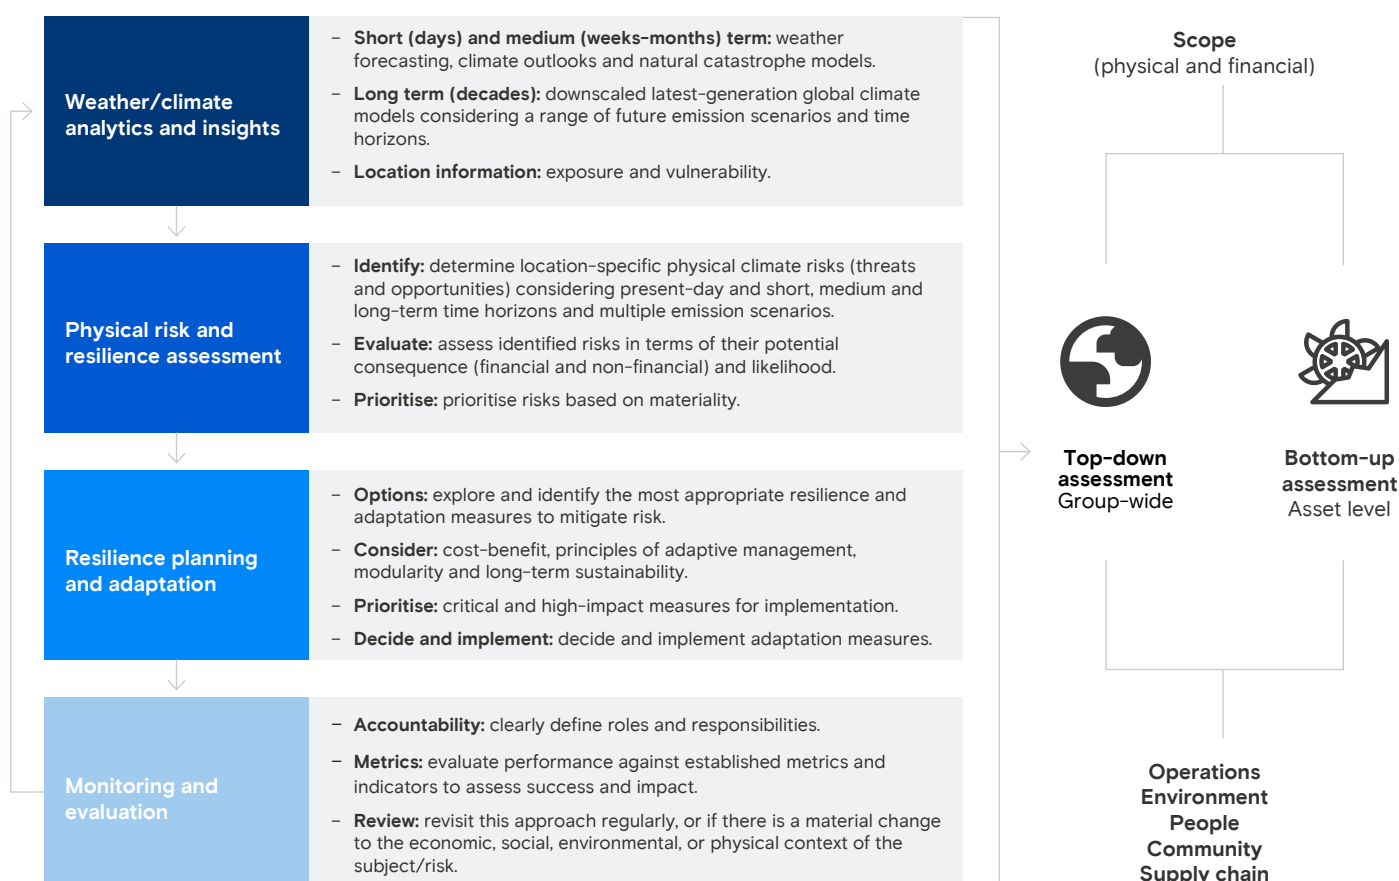 Weather/climate
analytics and insights
– Short (days) and medium (weeks-months) term: weather
forecasting, climate outlooks and natural catastrophe models.
– Long term (decades): downscaled latest-generation global climate
models considering a range of future emission scenarios and time
horizons.
– Location information: exposure and vulnerability.
Physical risk and
resilience assessment
– Identify: determine location-specific physical climate risks (threats
and opportunities) considering present-day and short, medium and
long-term time horizons and multiple emission scenarios.
– Evaluate: assess identified risks in terms of their potential
consequence (financial and non-financial) and likelihood.
– Prioritise: prioritise risks based on materiality.
Resilience planning
and adaptation
– Options: explore and identify the most appropriate resilience and
adaptation measures to mitigate risk.
– Consider: cost-benefit, principles of adaptive management,
modularity and long-term sustainability.
– Prioritise: critical and high-impact measures for implementation.
– Decide and implement: decide and implement adaptation measures.
Monitoring and
evaluation
– Accountability: clearly define roles and responsibilities.
– Metrics: evaluate performance against established metrics and
indicators to assess success and impact.
– Review: revisit this approach regularly, or if there is a material change
to the economic, social, environmental, or physical context of the
subject/risk.
Scope
(physical and financial)
Top-down
assessment
Group-wide
Bottom-up
assessment
Asset level
Operations
Environment
People
Community
Supply chain